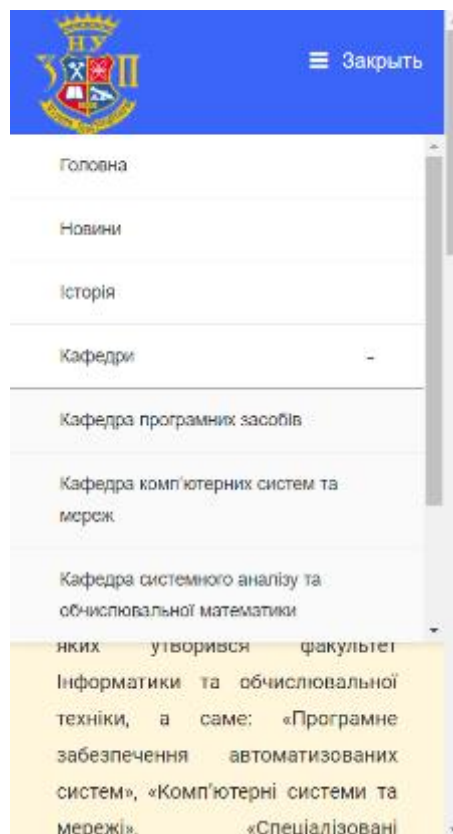 НУ
З П
Закрыть
Головна
Новини
Історія
Кафедри -
Кафедра програмних засобів
Кафедра комп'ютерних систем та
мереж
Кафедра системного аналізу та
обчислювальної математики
яких утворився факультет
Інформатики та обчислювальної
техніки, а саме: «Програмне
забезпечення автоматизованих
систем», «Комп'ютерні системи та
мережі», «Спеціалізовані